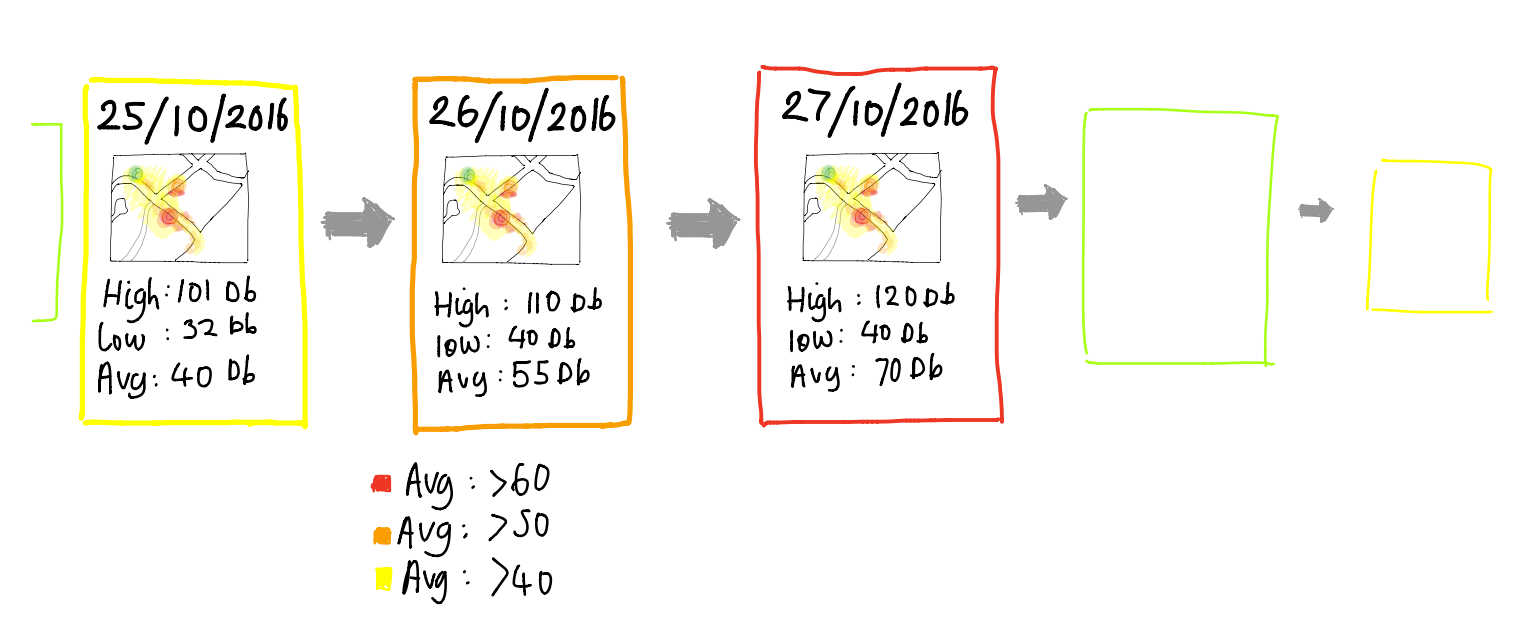 25/10/2016
High: 101 Db
Low : 32 Db
Avg: 40 Db
26/10/2016
High : 110 Db
low: 40 Db
Avg : 55 Db
27/10/2016
High : 120 Db
low: 40 Db
Avg : 70 Db
Avg : >60
Avg : >50
Avg : >40